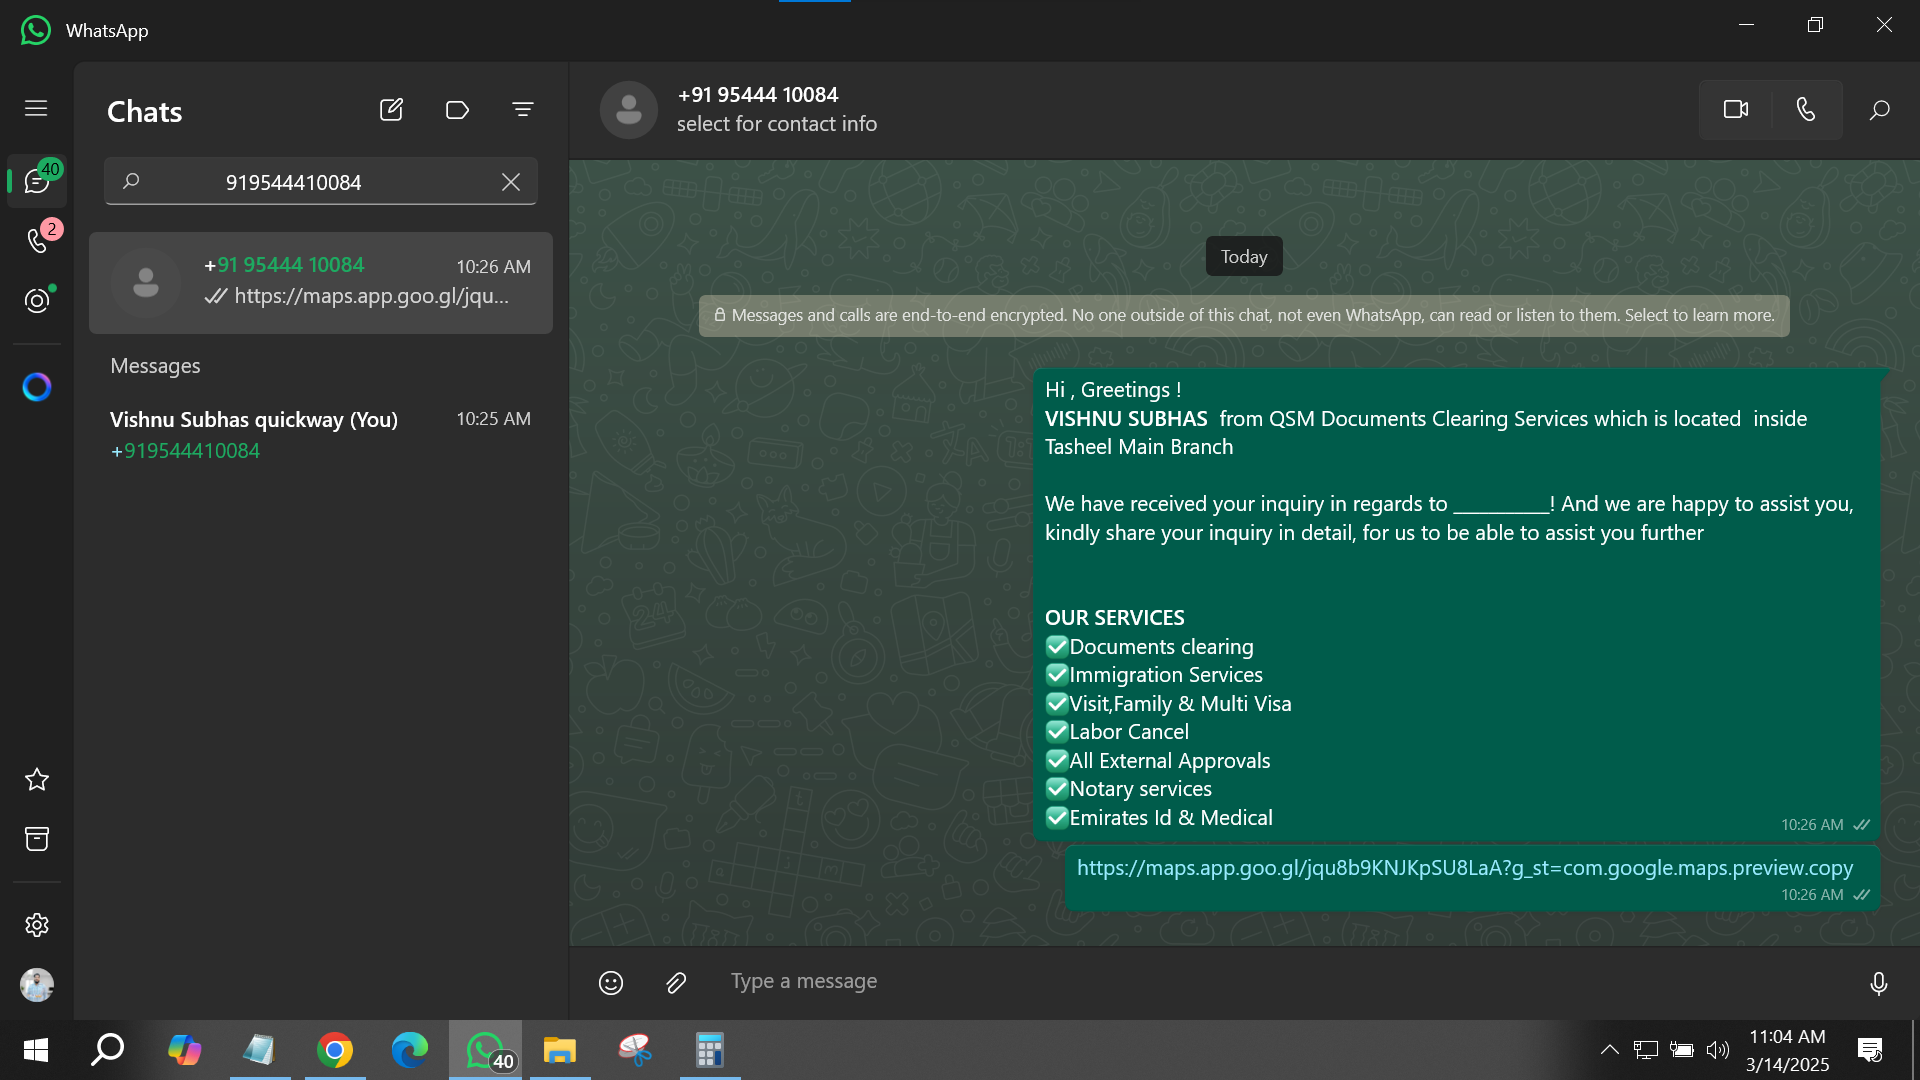 WhatsApp
Chats
40
919544410084
2
+91 95444 10084
10:26 AM
https://maps.app.goo.gl/jqu...
Messages
Vishnu Subhas quickway (You)
10:25 AM
+919544410084
+91 95444 10084
select for contact info
Today
Messages and calls are end-to-end encrypted. No one outside of this chat, not even WhatsApp, can read or listen to them. Select to learn more.
Hi , Greetings !
VISHNU SUBHAS  from QSM Documents Clearing Services which is located  inside
Tasheel Main Branch
We have received your inquiry in regards to __________! And we are happy to assist you,
kindly share your inquiry in detail, for us to be able to assist you further
OUR SERVICES
✅Documents clearing
✅Immigration Services
✅Visit,Family & Multi Visa
✅Labor Cancel
✅All External Approvals
✅Notary services
✅Emirates Id & Medical
10:26 AM
https://maps.app.goo.gl/jqu8b9KNJKpSU8LaA?g_st=com.google.maps.preview.copy
10:26 AM
Type a message
40
11:04 AM
3/14/2025